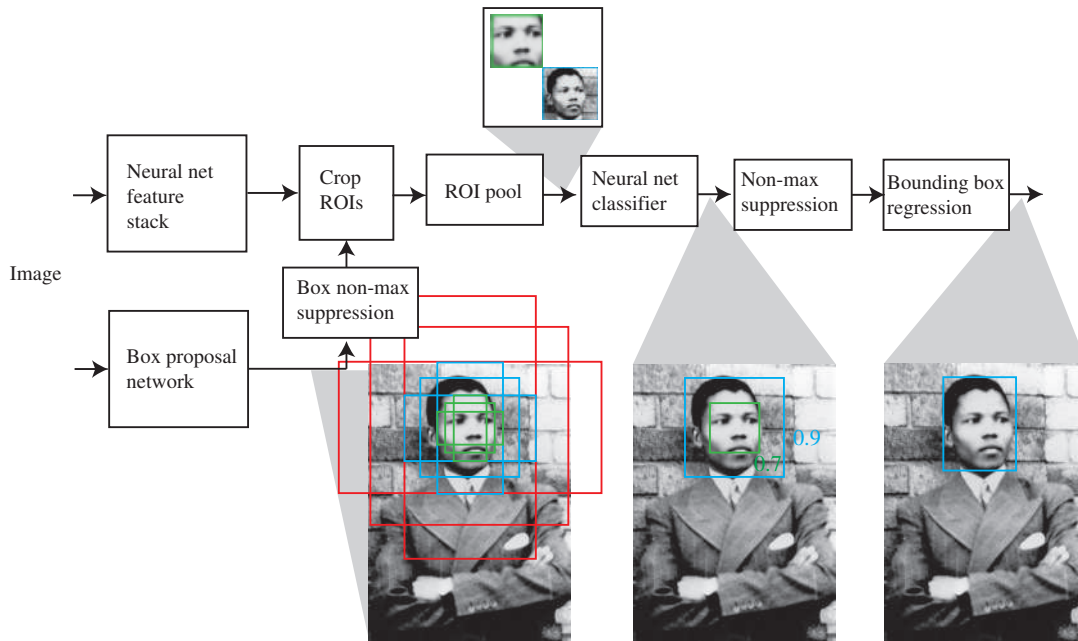 Neural net
feature
stack
Crop
ROIs
ROI pool
Neural net
classifier
Non-max
suppression
Bounding box
regression
Image
Box non-max
suppression
Box proposal
network
0.9
0.7